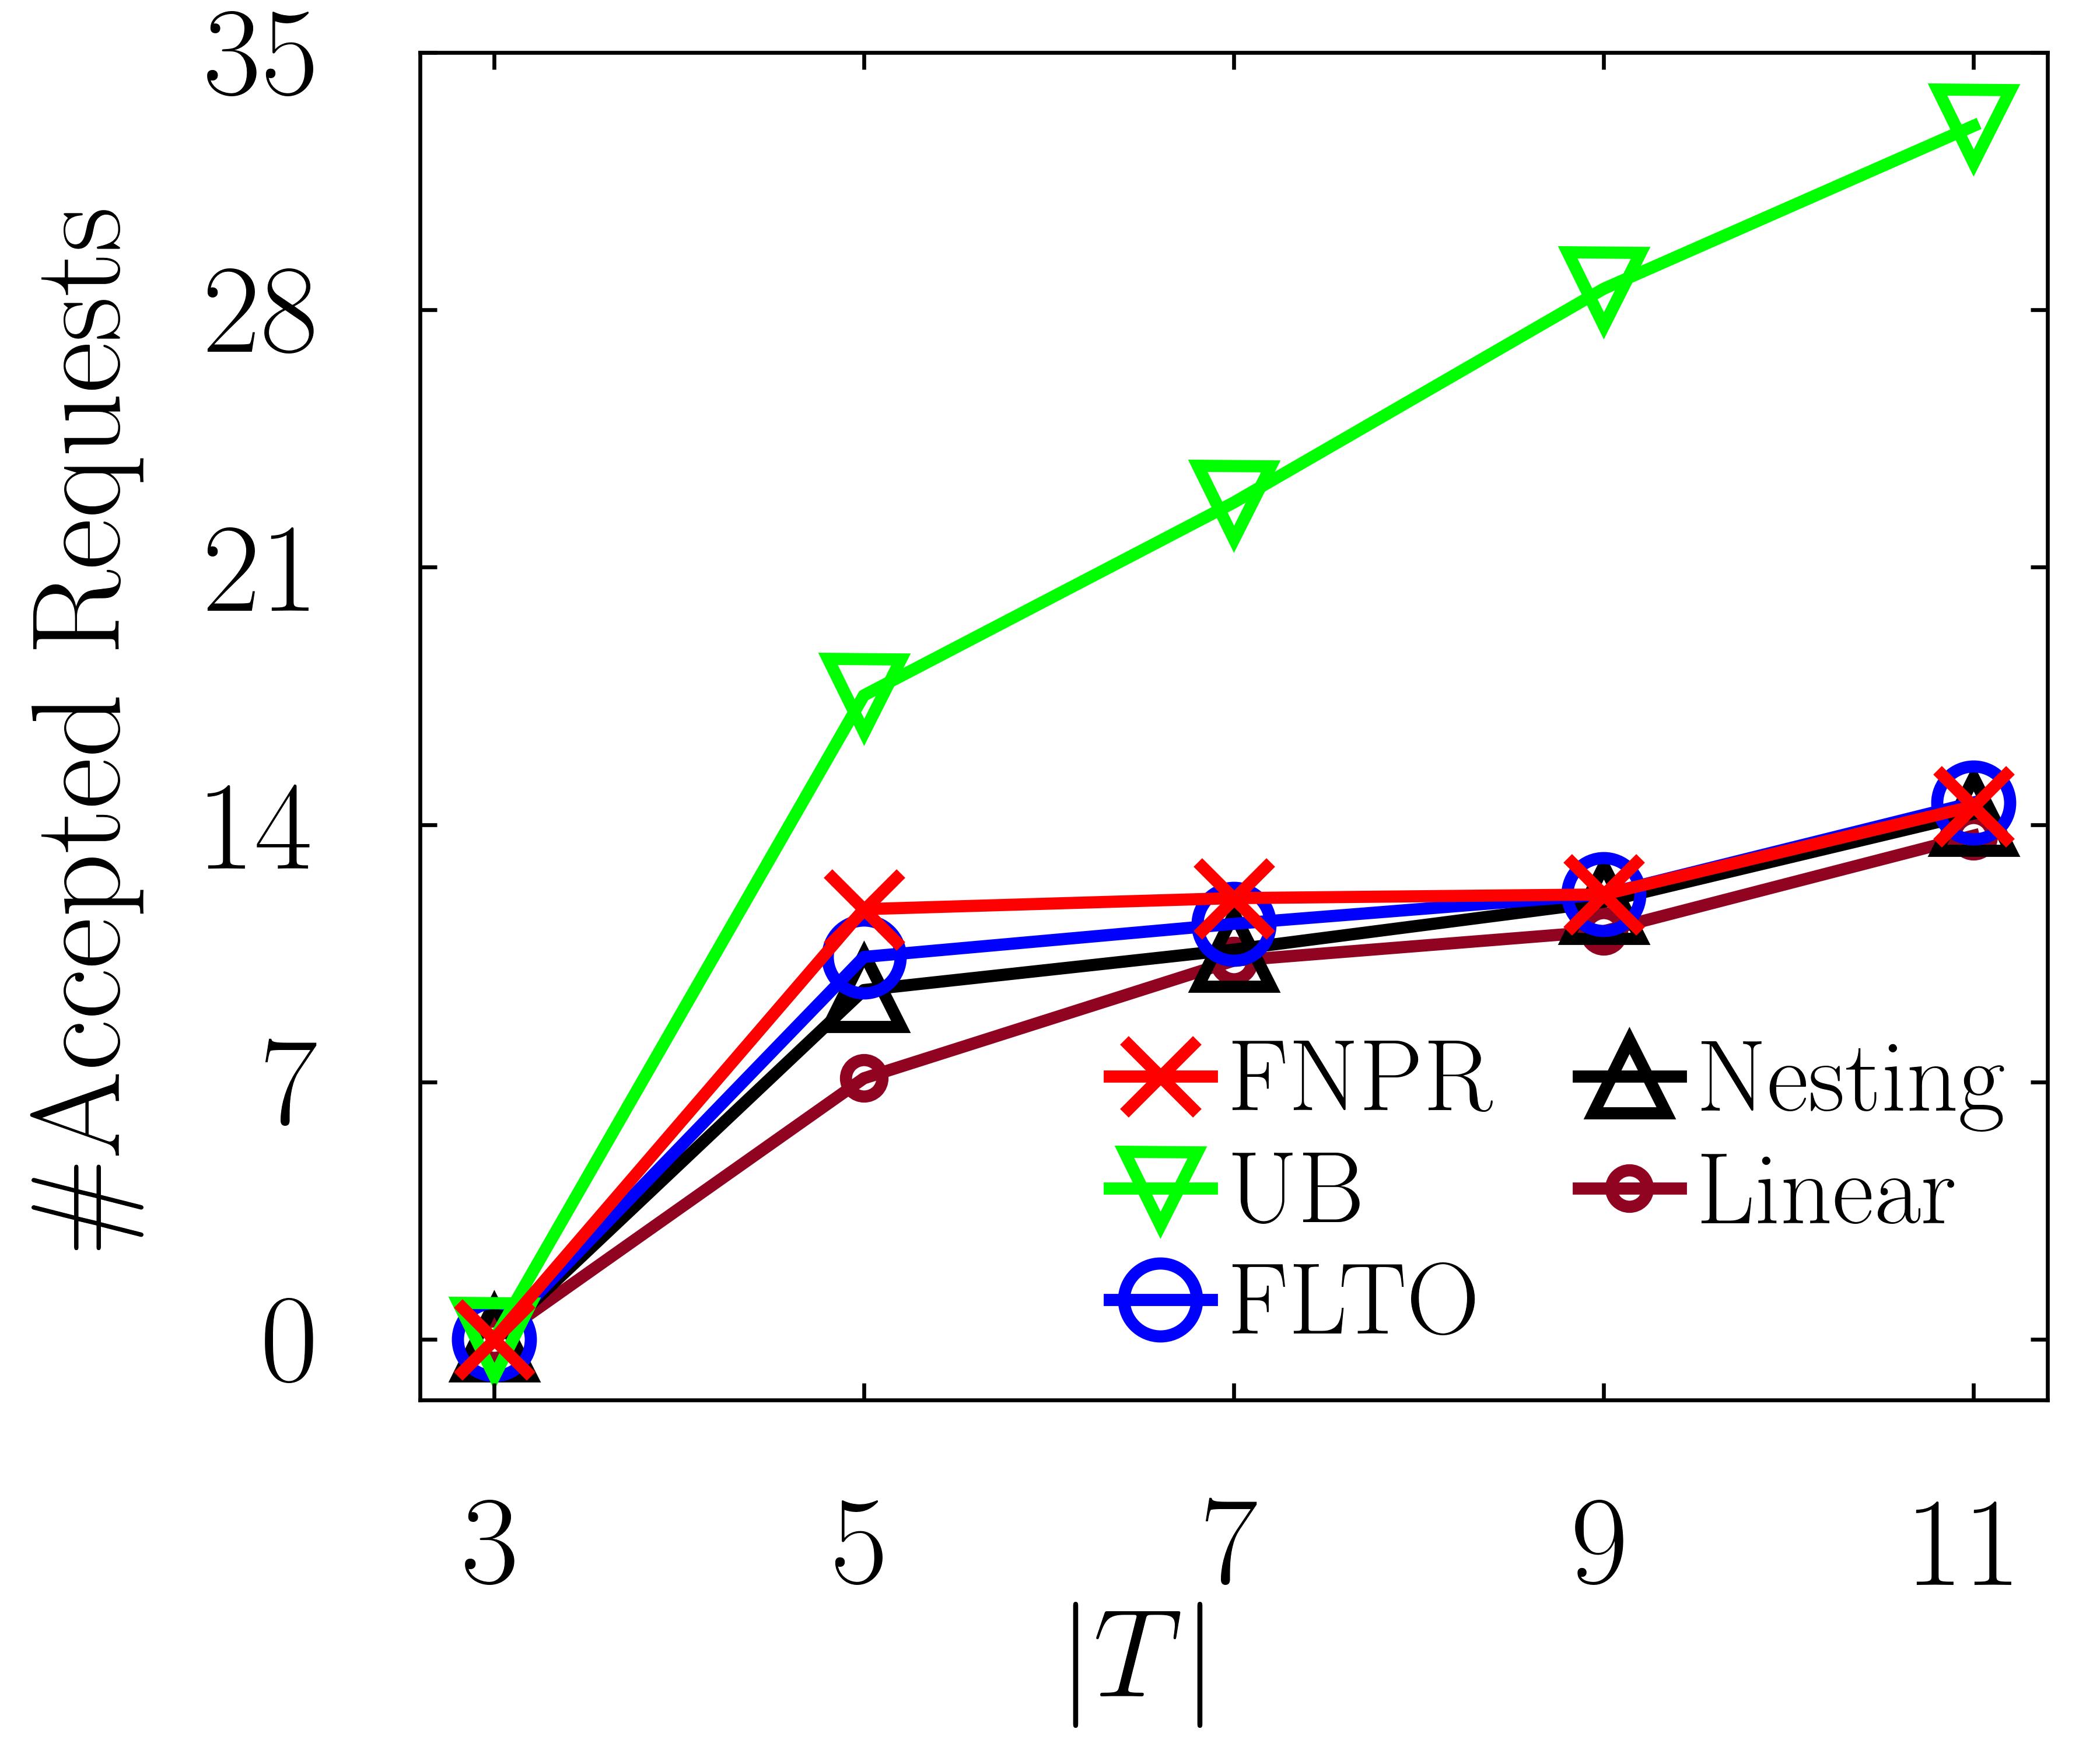 #Accepted Requests
35
28
21
14
7
0
FNPR
UB
FLTO
Nesting
Linear
3 5 7 9 11
|T|